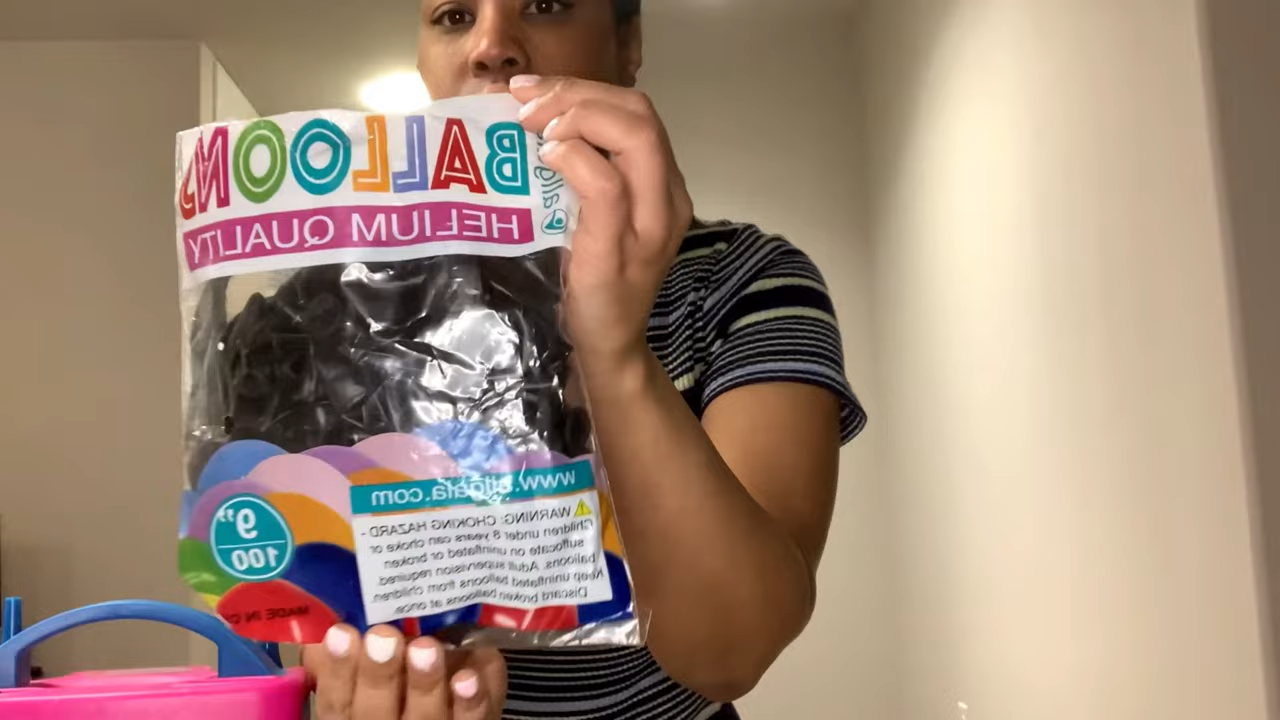 BALLOONS
HELIUM QUALITY
www.allgala.com
WARNING: CHOKING HAZARD -
Children under 8 years can choke or
suffocate on uninflated or broken
balloons. Adult supervision required.
Keep uninflated balloons from children.
Discard broken balloons at once.
9"
100
MADE IN